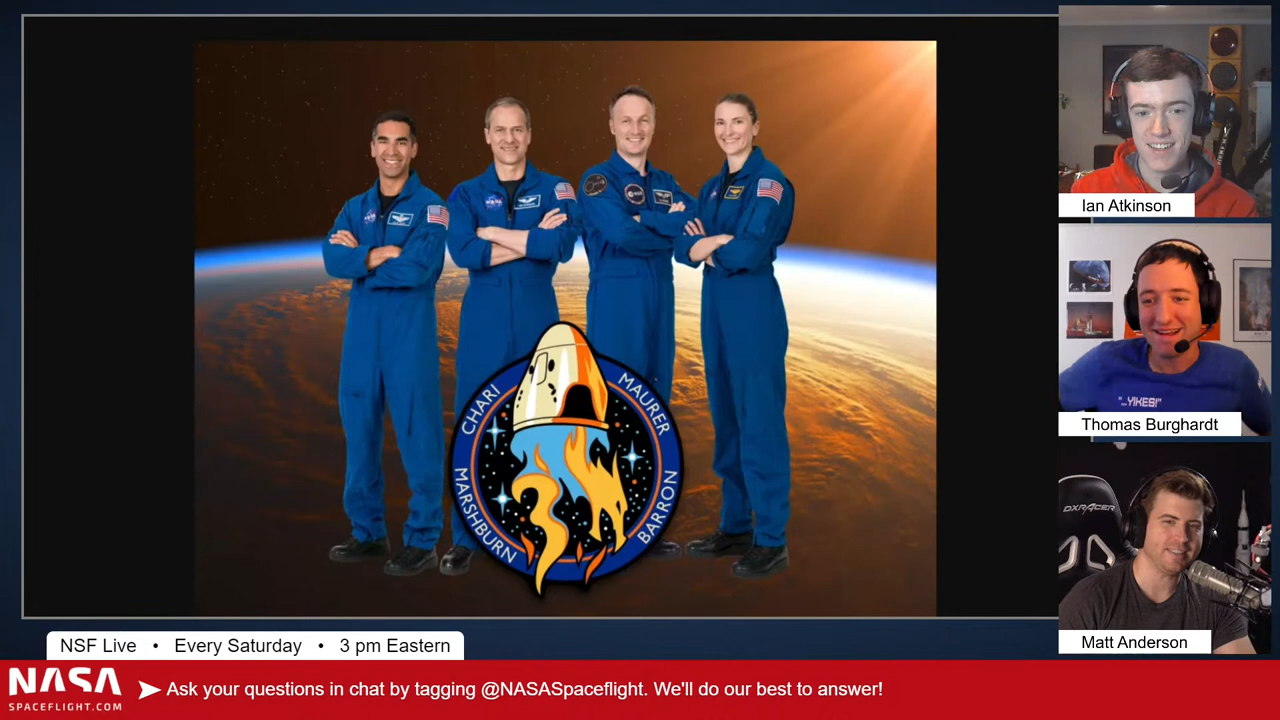 CHARI
MAURER
MARSHBURN
BARRON
Ian Atkinson
"...YIKES!"
Thomas Burghardt
DXRACER
Matt Anderson
NSF Live • Every Saturday • 3 pm Eastern
NASA
SPACEFLIGHT.COM
Ask your questions in chat by tagging @NASASpaceflight. We'll do our best to answer!